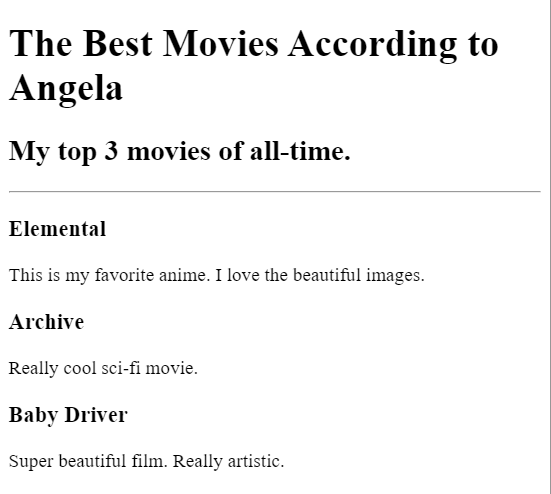 The Best Movies According to
Angela
My top 3 movies of all-time.
Elemental
This is my favorite anime. I love the beautiful images.
Archive
Really cool sci-fi movie.
Baby Driver
Super beautiful film. Really artistic.